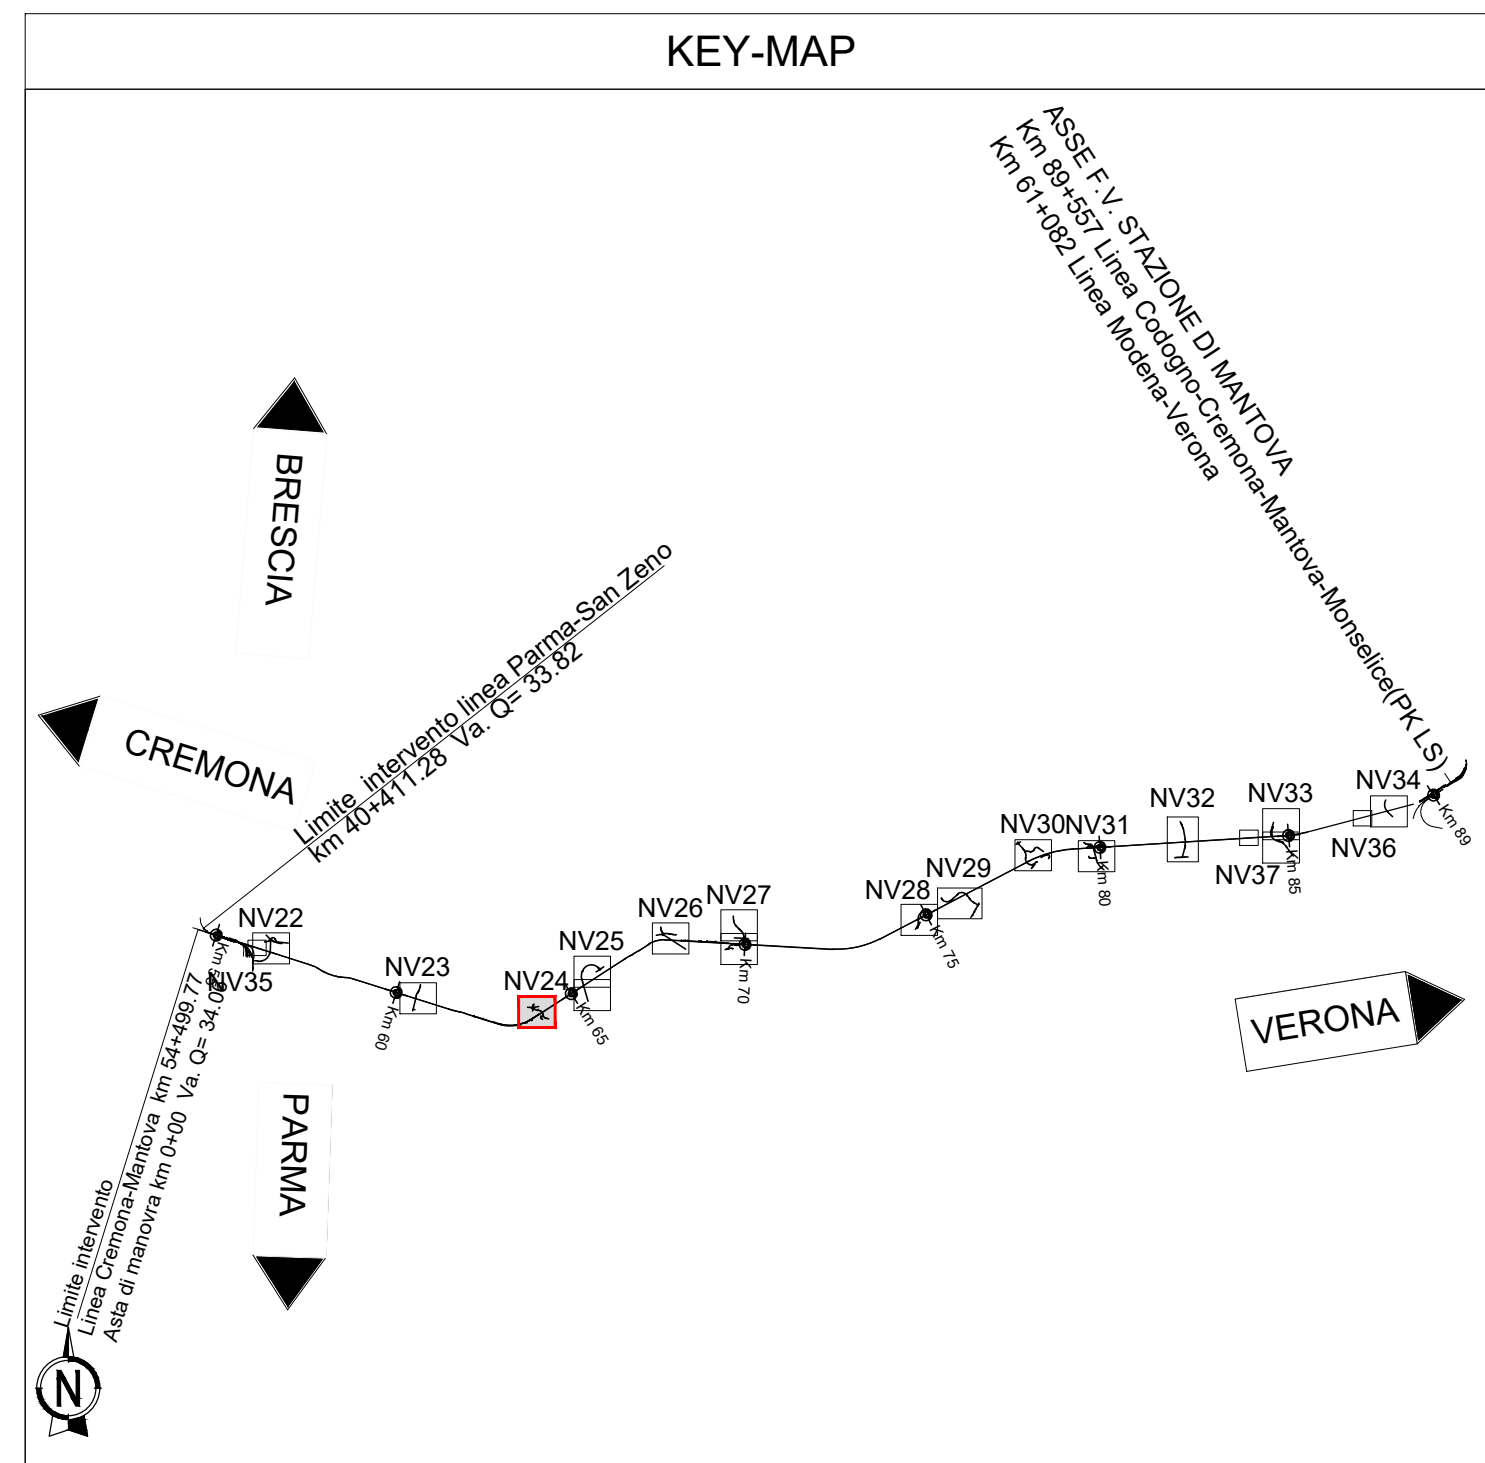 KEY-MAP
ASSE F.V. STAZIONE DI MANTOVA
Km 89+557 Linea Codogno-Cremona-Mantova-Monselice(PK LS)
Km 61+082 Linea Modena-Verona
BRESCIA
CREMONA
Limite intervento linea Parma-San Zeno
km 40+411.28 Va. Q= 33.82
NV22
NV35
NV23
Km 60
NV24
NV25
Km 65
NV26
NV27
Km 70
NV28
Km 75
NV29
NV30
NV31
Km 80
NV32
NV37
NV33
Km 85
NV36
NV34
Km 89
VERONA
PARMA
Limite intervento
Linea Cremona-Mantova km 54+499.77
Asta di manovra km 0+00 Va. Q=
N